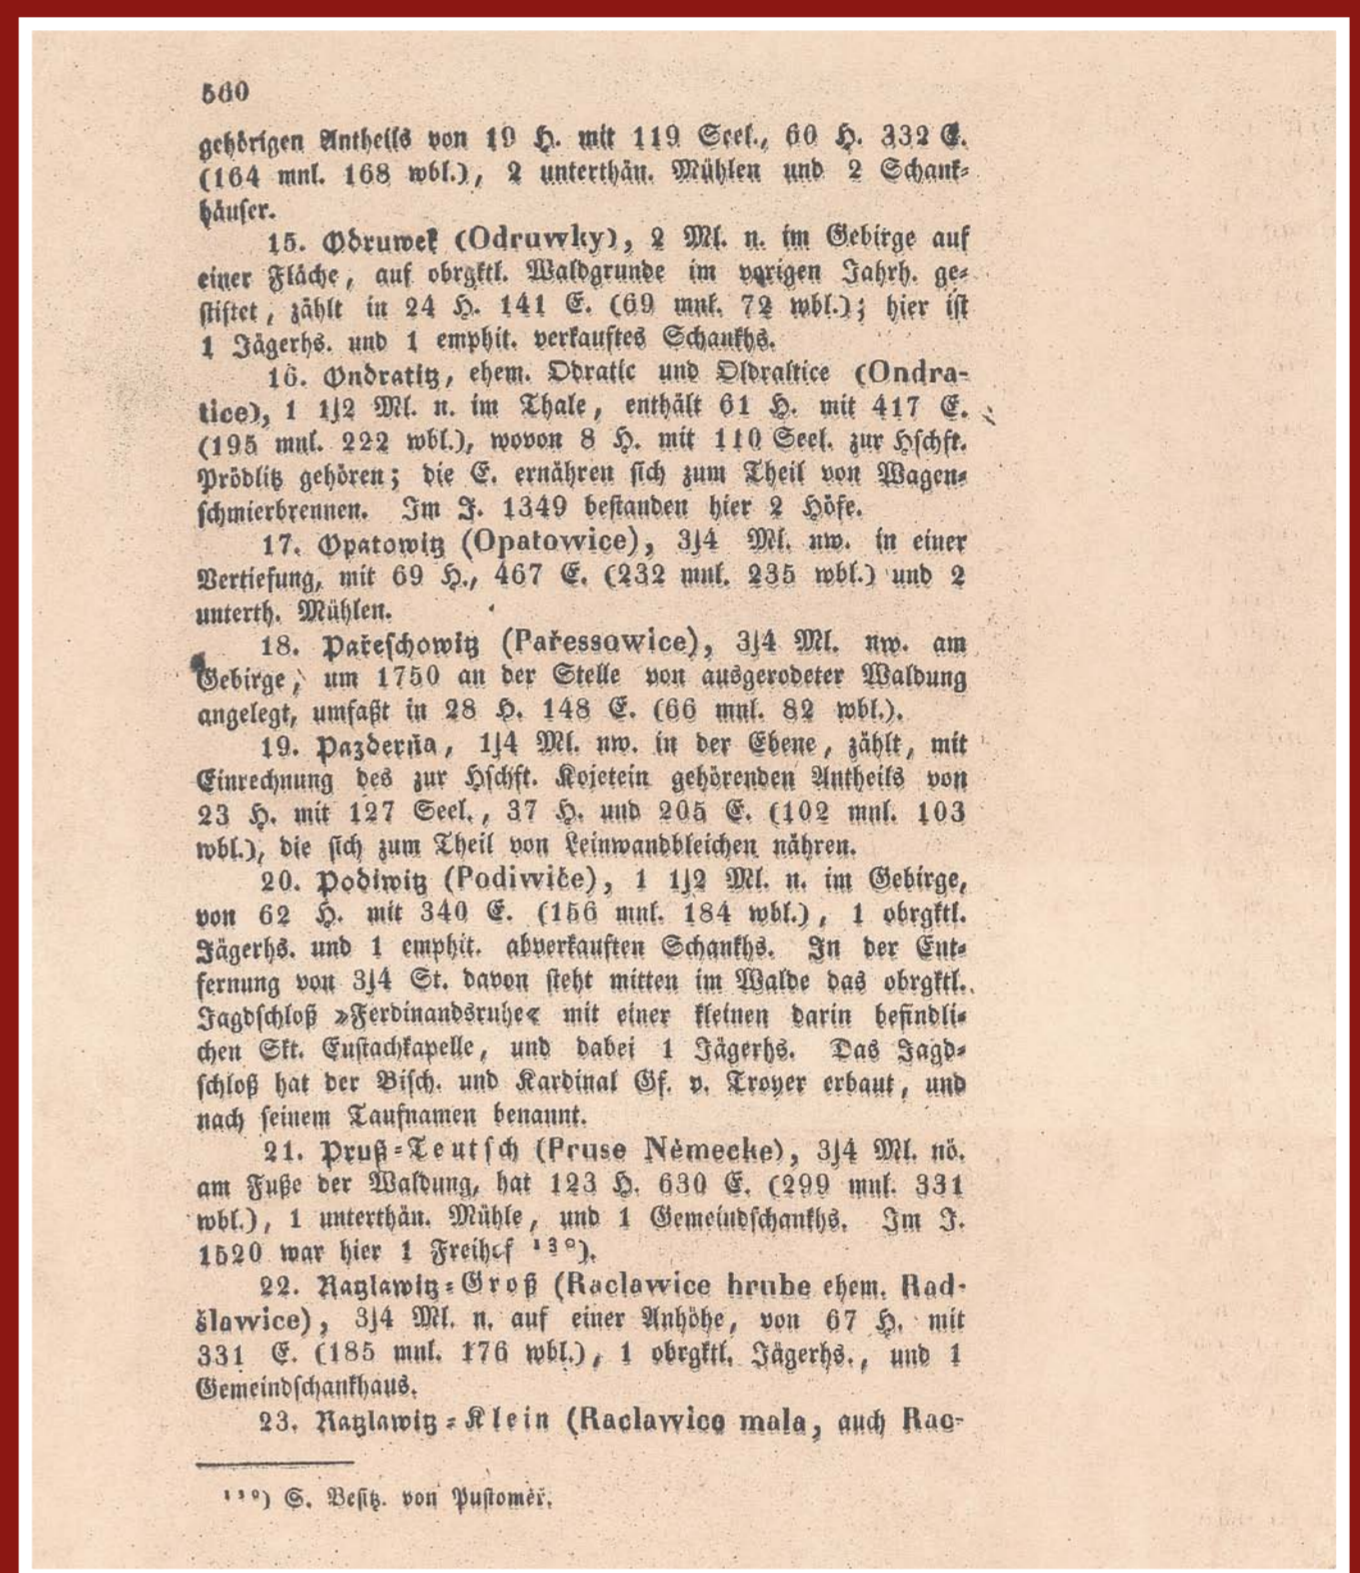 560
gehörigen Antheils von 19 H. mit 119 Seel., 60 H. 332 E.
(164 mnl. 168 wbl.), 2 unterthän. Mühlen und 2 Schank-
häuser.
15. Odruwek (Odruwky), 2 Ml. n. im Gebirge auf
einer Fläche, auf obrgktl. Waldgrunde im vorigen Jahrh. ge-
stiftet, zählt in 24 H. 141 E. (69 mnl. 72 wbl.); hier ist
1 Jägerhs. und 1 emphit. verkauftes Schankhs.
16. Ondratitz, ehem. Odratic und Oldraltice (Ondra-
tice), 1 1/2 Ml. n. im Thale, enthält 61 H. mit 417 E.
(195 mnl. 222 wbl.), wovon 8 H. mit 110 Seel. zur Hschft.
Prödlitz gehören; die E. ernähren sich zum Theil von Wagen-
schmierbrennen. Im J. 1349 bestanden hier 2 Höfe.
17. Opatowitz (Opatowice), 3/4 Ml. nw. in einer
Vertiefung, mit 69 H., 467 E. (232 mnl. 235 wbl.) und 2
unterth. Mühlen.
18. Pařeschowitz (Pařessowice), 3/4 Ml. nw. am
Gebirge, um 1750 an der Stelle von ausgerodeter Waldung
angelegt, umfaßt in 28 H. 148 E. (66 mnl. 82 wbl.).
19. Pazderňa, 1/4 Ml. nw. in der Ebene, zählt, mit
Einrechnung des zur Hschft. Kojetein gehörenden Antheils von
23 H. mit 127 Seel., 37 H. und 205 E. (102 mnl. 103
wbl.), die sich zum Theil von Leinwandbleichen nähren.
20. Podiwitz (Podiwiče), 1 1/2 Ml. n. im Gebirge,
von 62 H. mit 340 E. (156 mnl. 184 wbl.), 1 obrgktl.
Jägerhs. und 1 emphit. abverkauften Schankhs. In der Ent-
fernung von 3/4 St. davon steht mitten im Walde das obrgktl.
Jagdschloß »Ferdinandsruhe« mit einer kleinen darin befindli-
chen Skt. Eustachkapelle, und dabei 1 Jägerhs. Das Jagd-
schloß hat der Bisch. und Kardinal Gf. v. Troyer erbaut, und
nach seinem Taufnamen benannt.
21. Pruß-Teutsch (Pruse Německe), 3/4 Ml. nö.
am Fuße der Waldung, hat 123 H. 630 E. (299 mnl. 331
wbl.), 1 unterthän. Mühle, und 1 Gemeindschankhs. Im J.
1520 war hier 1 Freihof ¹³⁰).
22. Ratzlawitz-Groß (Raclawice hrube ehem. Rad-
slawice), 3/4 Ml. n. auf einer Anhöhe, von 67 H. mit
331 E. (185 mnl. 176 wbl.), 1 obrgktl. Jägerhs., und 1
Gemeindschankhaus.
23. Ratzlawitz-Klein (Raclawice mala, auch Rac-
¹³⁰) S. Besitz. von Pustoměř.